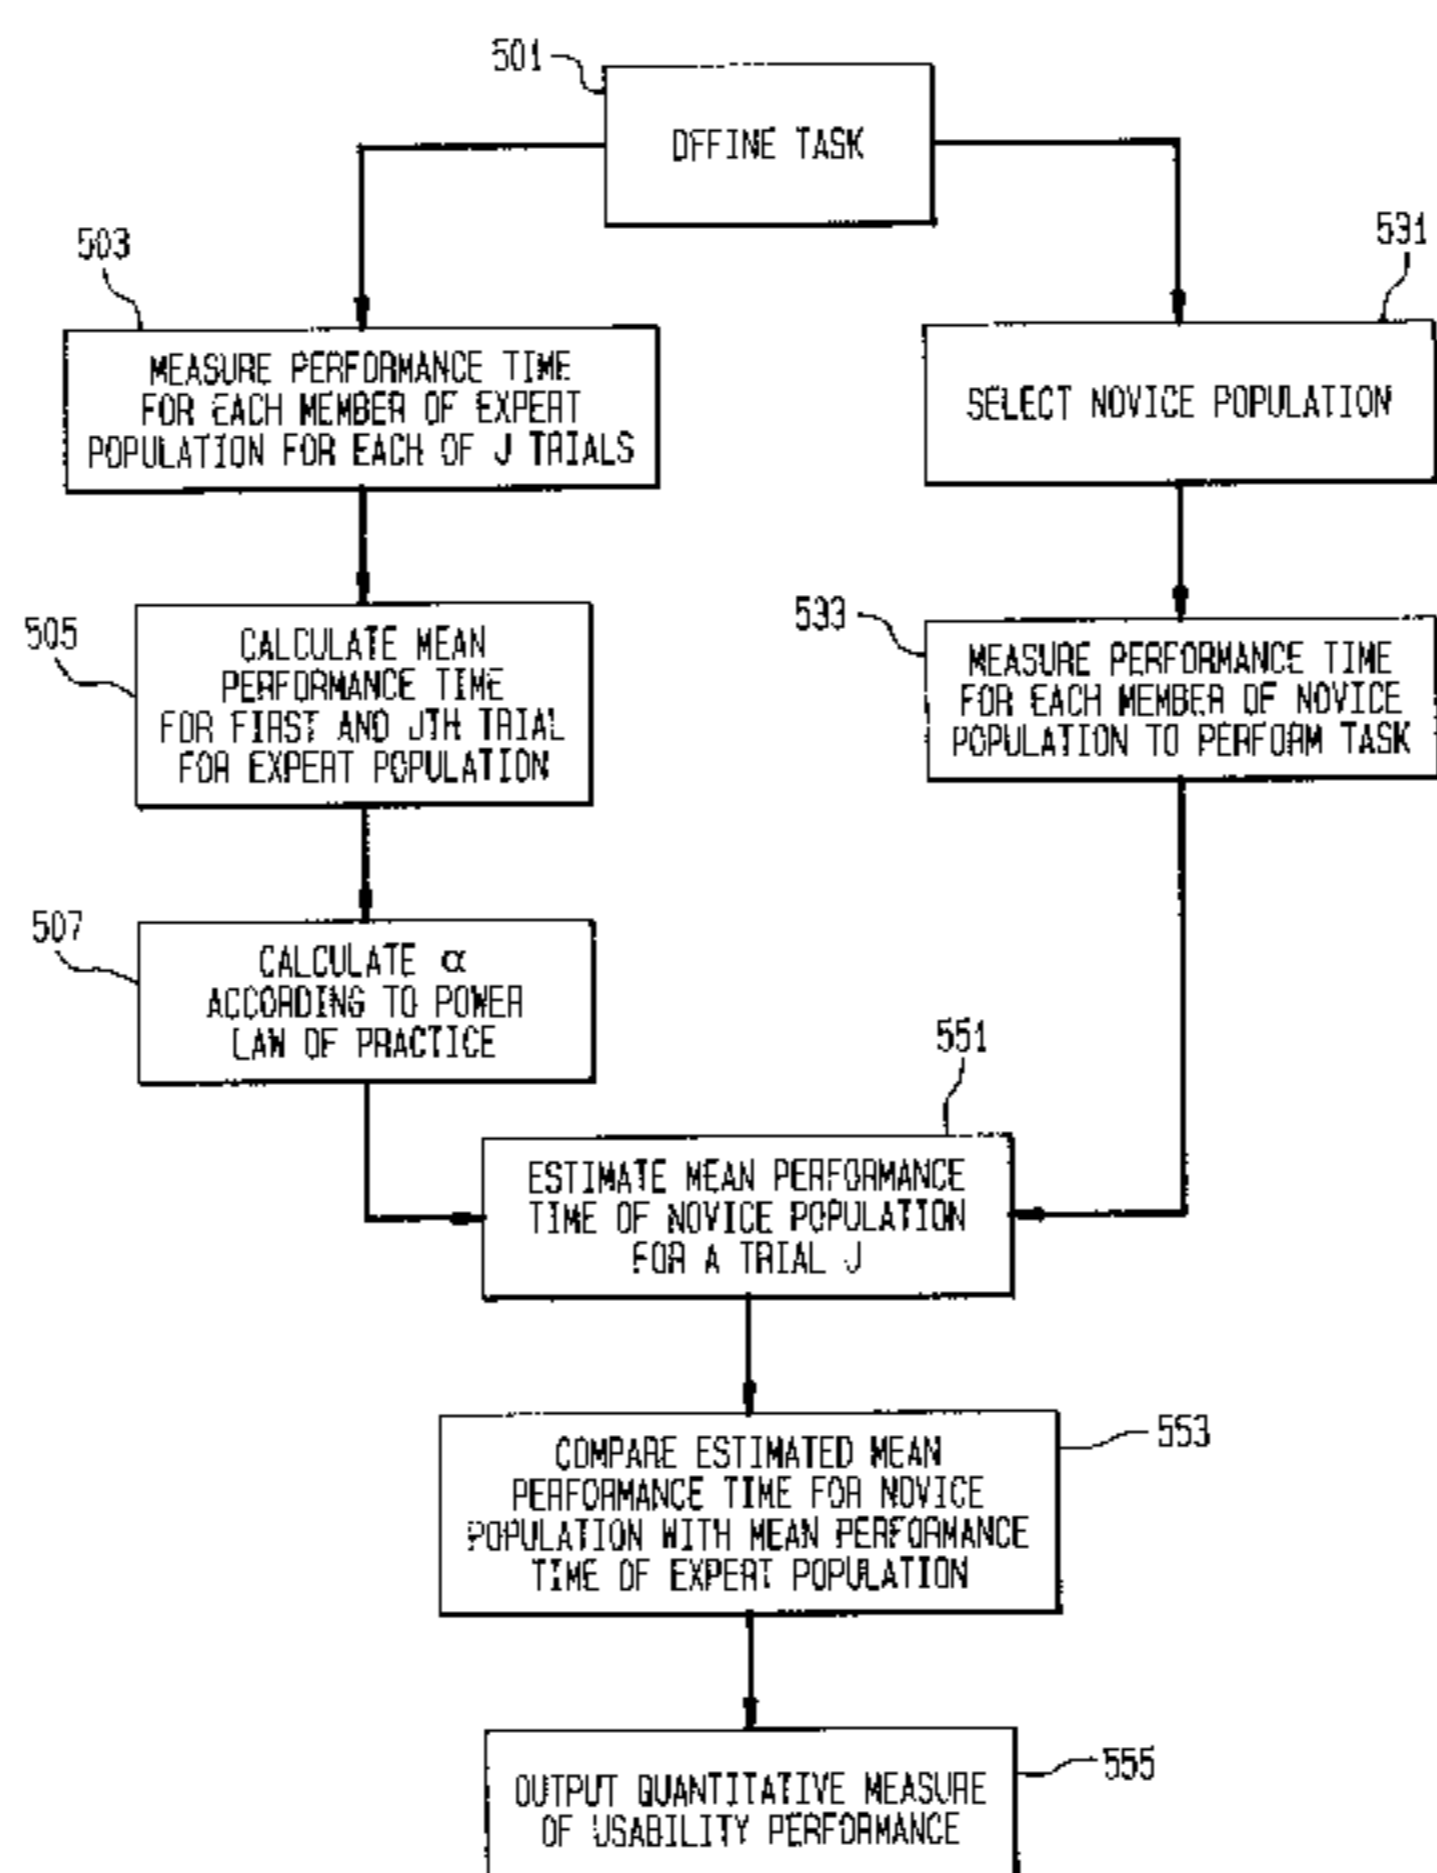 501
DEFINE TASK
503
MEASURE PERFORMANCE TIME
FOR EACH MEMBER OF EXPERT
POPULATION FOR EACH OF J TRIALS
531
SELECT NOVICE POPULATION
505
CALCULATE MEAN
PERFORMANCE TIME
FOR FIRST AND JTH TRIAL
FOR EXPERT POPULATION
533
MEASURE PERFORMANCE TIME
FOR EACH MEMBER OF NOVICE
POPULATION TO PERFORM TASK
507
CALCULATE α
ACCORDING TO POWER
LAW OF PRACTICE
551
ESTIMATE MEAN PERFORMANCE
TIME OF NOVICE POPULATION
FOR A TRIAL J
553
COMPARE ESTIMATED MEAN
PERFORMANCE TIME FOR NOVICE
POPULATION WITH MEAN PERFORMANCE
TIME OF EXPERT POPULATION
555
OUTPUT QUANTITATIVE MEASURE
OF USABILITY PERFORMANCE